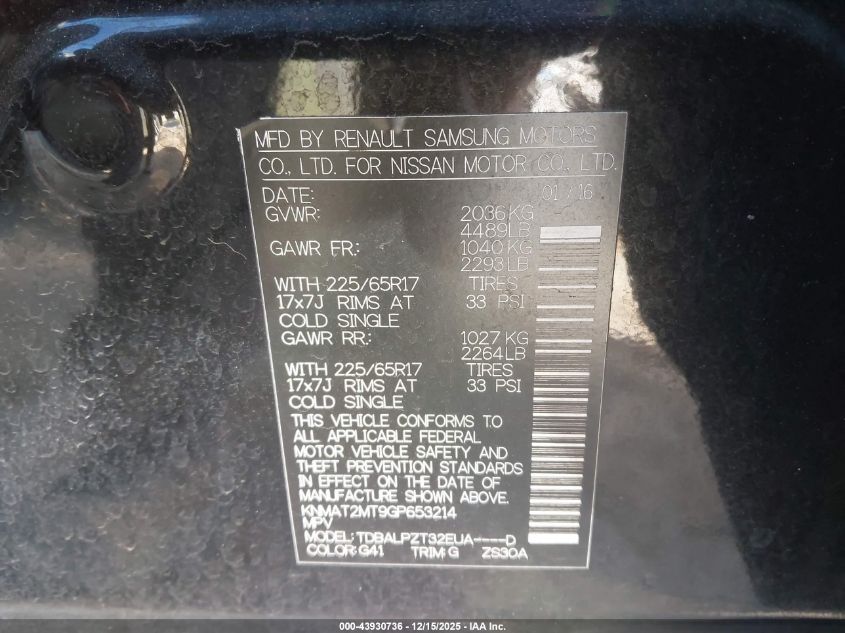 MFD BY RENAULT SAMSUNG MOTORS
CO., LTD. FOR NISSAN MOTOR CO., LTD.
DATE: 01 / 16
GVWR: 2036 KG
4489LB
GAWR FR.: 1040 KG
2293 LB
WITH 225/65R17 TIRES
17x7J RIMS AT 33 PSI
COLD SINGLE
GAWR RR.: 1027 KG
2264LB
WITH 225/65R17 TIRES
17x7J RIMS AT 33 PSI
COLD SINGLE
THIS VEHICLE CONFORMS TO
ALL APPLICABLE FEDERAL
MOTOR VEHICLE SAFETY AND
THEFT PREVENTION STANDARDS
IN EFFECT ON THE DATE OF
MANUFACTURE SHOWN ABOVE.
KNMAT2MT9GP653214
MPV
MODEL: TDBALPZT32EUA----D
COLOR:G41 TRIM:G ZS30A
000-43930736 - 12/15/2025 - IAA Inc.